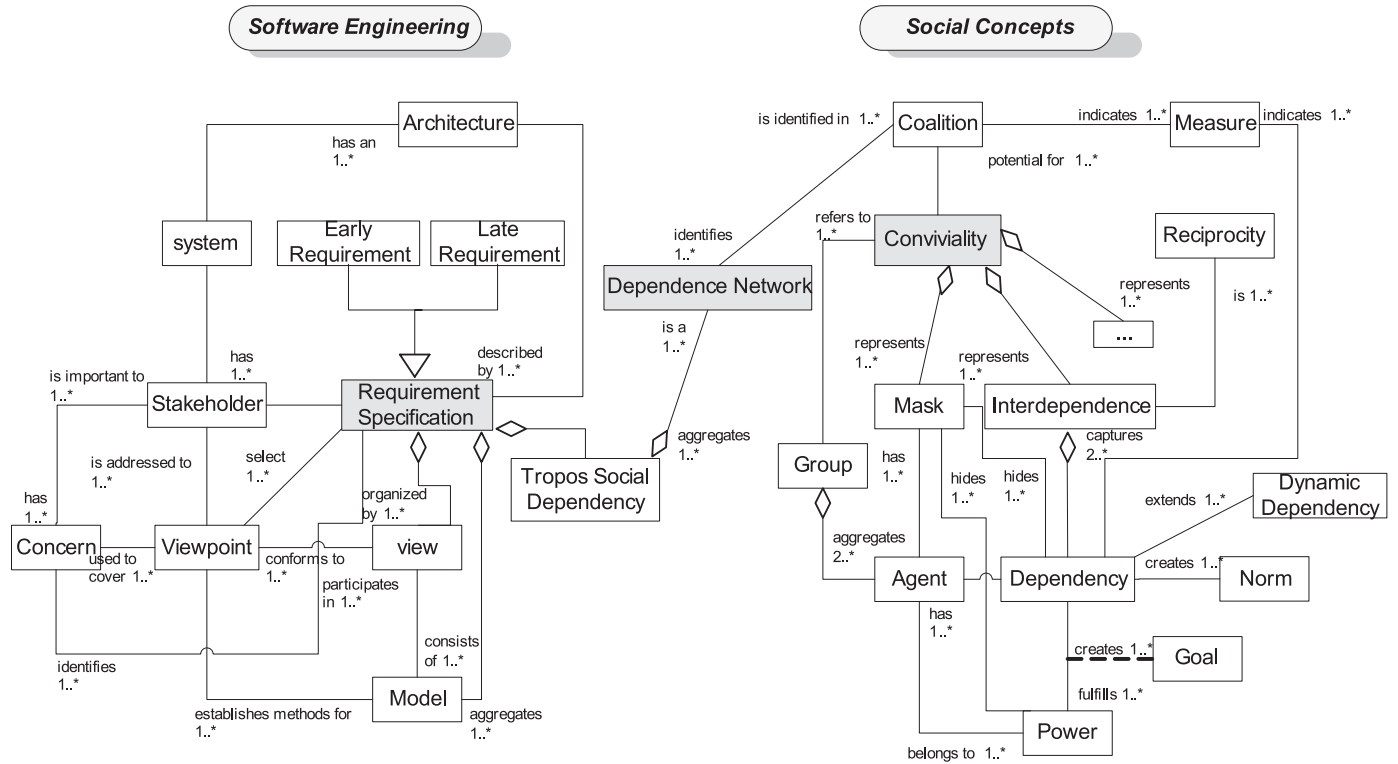 Software Engineering
Social Concepts
Architecture
has an
1..*
system
Early
Requirement
Late
Requirement
has
1..*
described
by 1..*
is important to
1..*
Stakeholder
Requirement
Specification
is addressed to
1..*
select
1..*
has
1..*
organized
by 1..*
Tropos Social
Dependency
Concern
used to
cover 1..*
Viewpoint
conforms to
1..*
view
participates
in 1..*
identifies
1..*
consists
of 1..*
Model
establishes methods for
1..*
aggregates
1..*
is identified in 1..*
Coalition
indicates 1..*
Measure
indicates 1..*
potential for 1..*
identifies
1..*
refers to
1..*
Conviviality
Reciprocity
Dependence Network
represents
1..*
is 1..*
...
is a
1..*
represents
1..*
represents
1..*
Mask
Interdependence
aggregates
1..*
captures
2..*
Group
has
1..*
hides
1..*
hides
1..*
Dynamic
Dependency
extends 1..*
aggregates
2..*
Agent
Dependency
creates 1..*
Norm
has
1..*
creates 1..*
Goal
fulfills 1..*
Power
belongs to 1..*